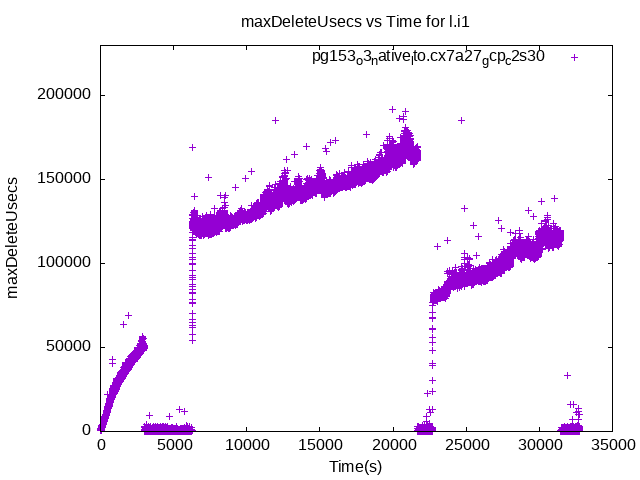 maxDeleteUsecs vs Time for l.i1
pg153_o3_native_lto.cx7a27_gcp_c2s30
200000
150000
100000
50000
0
maxDeleteUsecs
0 5000 10000 15000 20000 25000 30000 35000
Time(s)